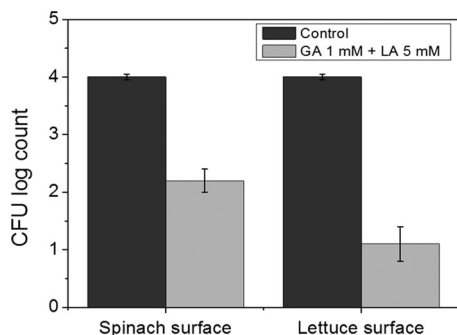 Control
GA 1 mM + LA 5 mM
CFU log count
5
4
3
2
1
0
Spinach surface
Lettuce surface